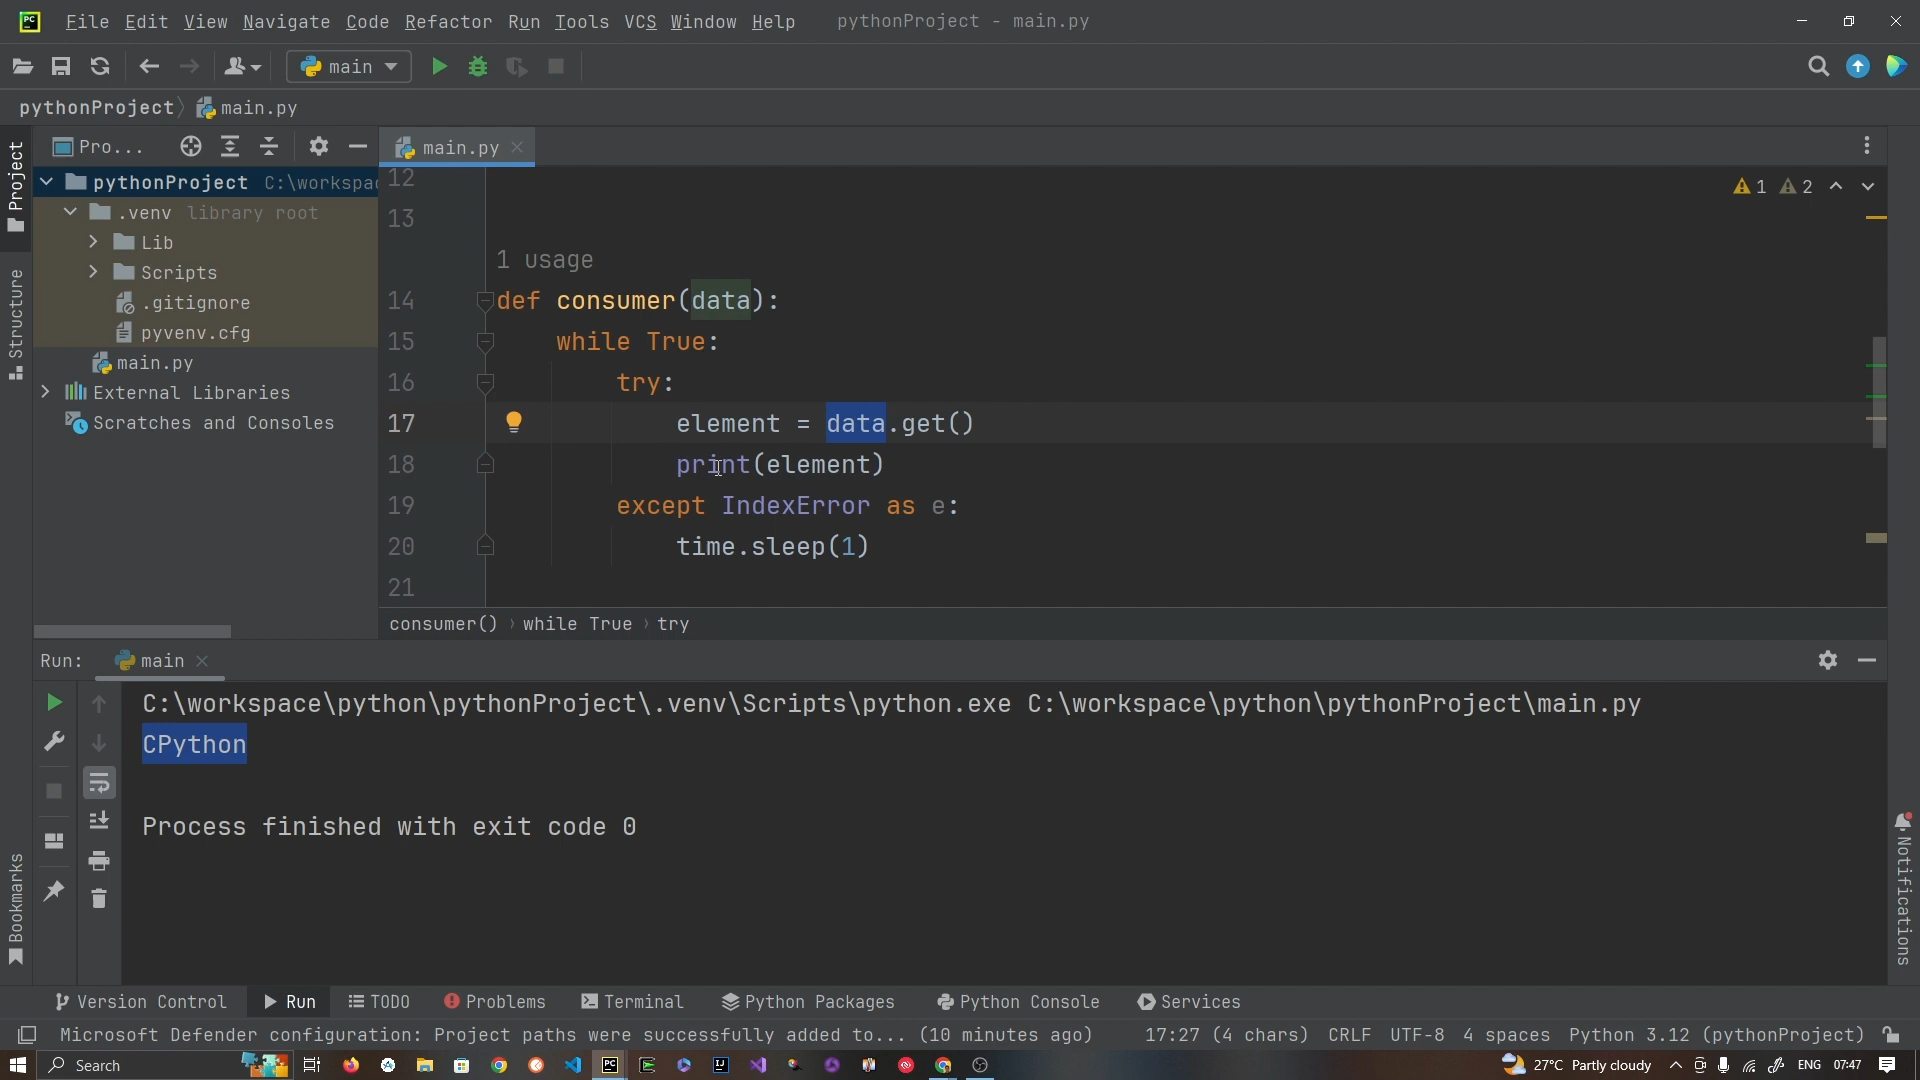 File Edit View Navigate Code Refactor Run Tools VCS Window Help pythonProject - main.py
main
pythonProject main.py
Pro... main.py
Project
Structure
Bookmarks
pythonProject C:\workspac
.venv library root
Lib
Scripts
.gitignore
pyvenv.cfg
main.py
External Libraries
Scratches and Consoles
1 2
12
13
1 usage
14 def consumer(data):
15 while True:
16 try:
17 element = data.get()
18 print(element)
19 except IndexError as e:
20 time.sleep(1)
21
consumer() while True try
Run: main
C:\workspace\python\pythonProject\.venv\Scripts\python.exe C:\workspace\python\pythonProject\main.py
CPython
Process finished with exit code 0
Notifications
Version Control Run TODO Problems Terminal Python Packages Python Console Services
Microsoft Defender configuration: Project paths were successfully added to... (10 minutes ago) 17:27 (4 chars) CRLF UTF-8 4 spaces Python 3.12 (pythonProject)
Search 27°C Partly cloudy ENG 07:47